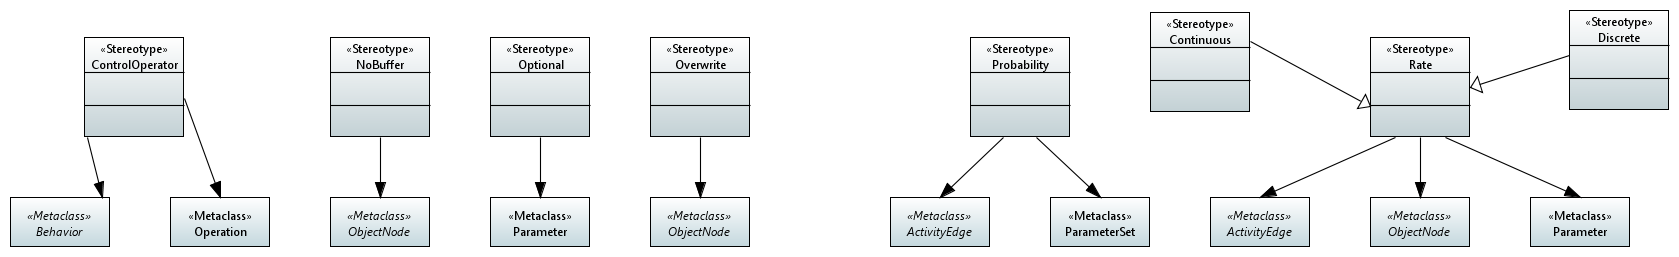 «Stereotype»
ControlOperator
«Stereotype»
NoBuffer
«Stereotype»
Optional
«Stereotype»
Overwrite
«Stereotype»
Probability
«Stereotype»
Continuous
«Stereotype»
Rate
«Stereotype»
Discrete
«Metaclass»
Behavior
«Metaclass»
Operation
«Metaclass»
ObjectNode
«Metaclass»
Parameter
«Metaclass»
ObjectNode
«Metaclass»
ActivityEdge
«Metaclass»
ParameterSet
«Metaclass»
ActivityEdge
«Metaclass»
ObjectNode
«Metaclass»
Parameter